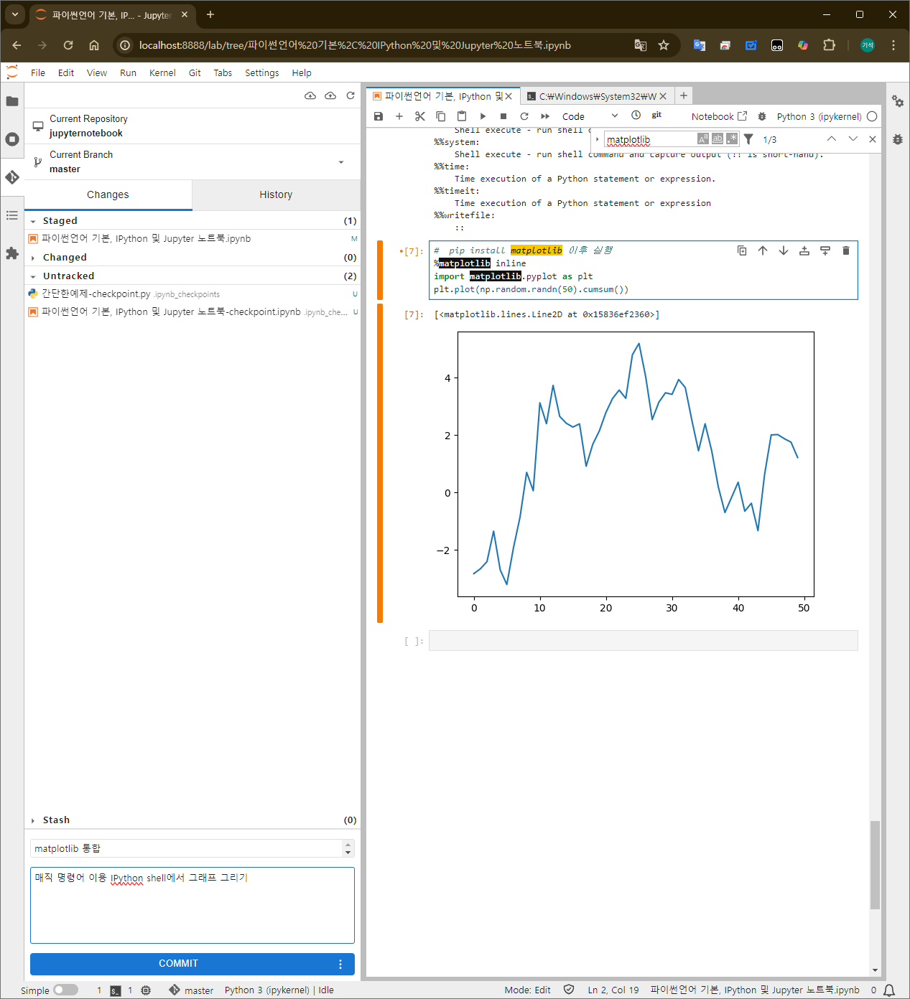 파이썬언어 기본, IP... - Jupyter
localhost:8888/lab/tree/파이썬언어%20기본%2C%20IPython%20및%20Jupyter%20노트북.ipynb
기석
File Edit View Run Kernel Git Tabs Settings Help
Current Repository
jupyternotebook
Current Branch
master
Changes History
Staged (1)
파이썬언어 기본, IPython 및 Jupyter 노트북.ipynb M
Changed (0)
Untracked (2)
간단한예제-checkpoint.py .ipynb_checkpoints U
파이썬언어 기본, IPython 및 Jupyter 노트북-checkpoint.ipynb .ipynb_che... U
Stash (0)
matplotlib 통합
매직 명령어 이용 IPython shell에서 그래프 그리기
COMMIT
파이썬언어 기본, IPython 및
C:\Windows\System32\W
Code git Notebook Python 3 (ipykernel)
matplotlib Aa ab .* 1/3
Shell execute - run shell c
%%system:
Shell execute - run shell command and capture output (!! is short-hand).
%%time:
Time execution of a Python statement or expression.
%%timeit:
Time execution of a Python statement or expression
%%writefile:
::
[7]: # pip install matplotlib 이후 실행
%matplotlib inline
import matplotlib.pyplot as plt
plt.plot(np.random.randn(50).cumsum())
[7]: [<matplotlib.lines.Line2D at 0x15836ef2360>]
4
2
0
−2
0 10 20 30 40 50
[ ]:
Simple 1 1 master Python 3 (ipykernel) | Idle Mode: Edit Ln 2, Col 19 파이썬언어 기본, IPython 및 Jupyter 노트북.ipynb 0